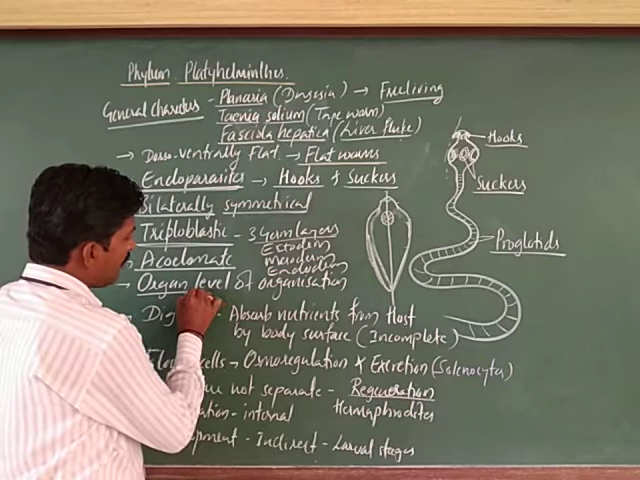 Phylum Platyhelminthes.
General characters - Planaria (Dugesia) → Freeliving
Taenia solium (Tape worm)
Fasciola hepatica (Liver fluke)
→ Dorso-ventrally Flat → Flat worms
Endoparasites → Hooks & Suckers
Bilaterally symmetrical
Triploblastic - 3 Germ layers
Ectoderm
Acoelomate
Endoderm
→ Organ level of organisation
Absorb nutrients from Host
by body surface (Incomplete)
cells → Osmoregulation & Excretion (Solenocytes)
not separate - Regeneration
internal Hemaphrodites
Indirect - Larval stages
Hooks
Suckers
Proglotids